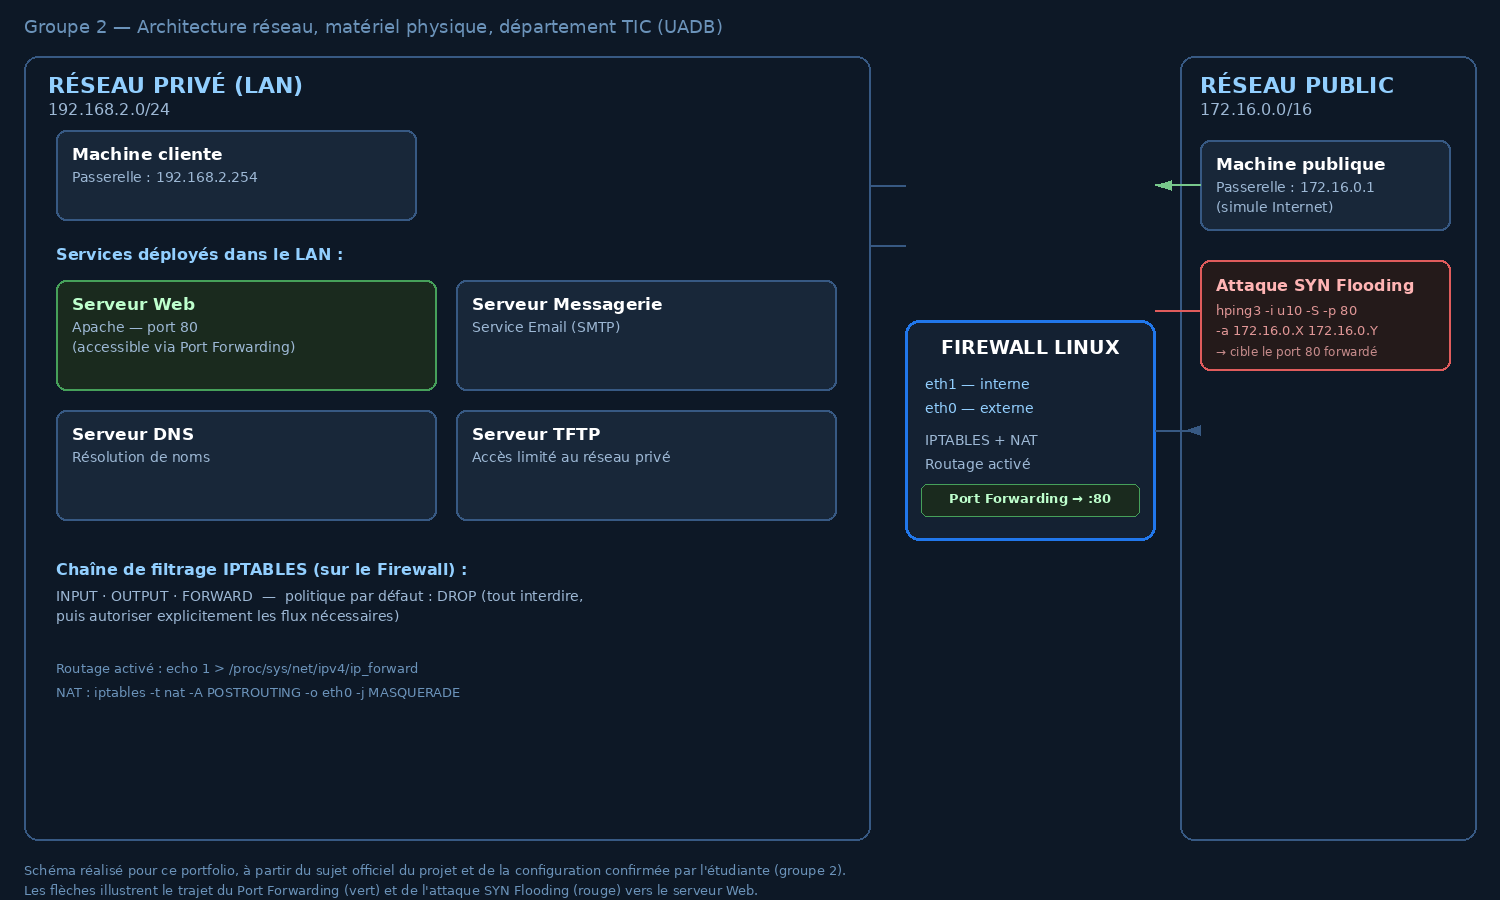 Groupe 2 — Architecture réseau, matériel physique, département TIC (UADB)
RÉSEAU PRIVÉ (LAN)
192.168.2.0/24
Machine cliente
Passerelle : 192.168.2.254
Services déployés dans le LAN :
Serveur Web
Apache — port 80
(accessible via Port Forwarding)
Serveur Messagerie
Service Email (SMTP)
Serveur DNS
Résolution de noms
Serveur TFTP
Accès limité au réseau privé
Chaîne de filtrage IPTABLES (sur le Firewall) :
INPUT · OUTPUT · FORWARD — politique par défaut : DROP (tout interdire,
puis autoriser explicitement les flux nécessaires)
Routage activé : echo 1 > /proc/sys/net/ipv4/ip_forward
NAT : iptables -t nat -A POSTROUTING -o eth0 -j MASQUERADE
FIREWALL LINUX
eth1 — interne
eth0 — externe
IPTABLES + NAT
Routage activé
Port Forwarding → :80
RÉSEAU PUBLIC
172.16.0.0/16
Machine publique
Passerelle : 172.16.0.1
(simule Internet)
Attaque SYN Flooding
hping3 -i u10 -S -p 80
-a 172.16.0.X 172.16.0.Y
→ cible le port 80 forwardé
Schéma réalisé pour ce portfolio, à partir du sujet officiel du projet et de la configuration confirmée par l'étudiante (groupe 2).
Les flèches illustrent le trajet du Port Forwarding (vert) et de l'attaque SYN Flooding (rouge) vers le serveur Web.